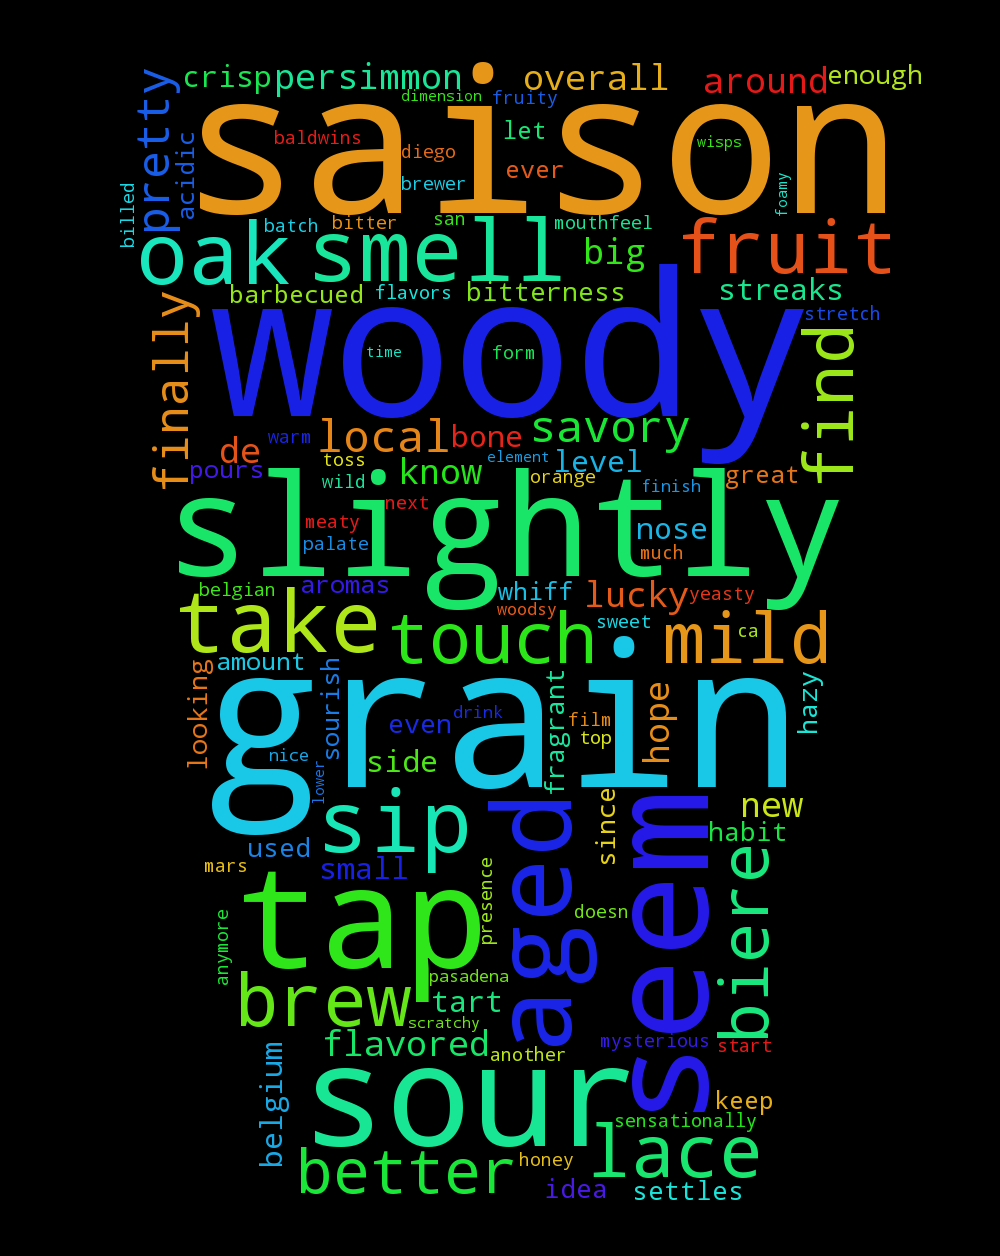 crisp
persimmon
overall
around
enough
pretty
acidic
billed
saison
dimension
fruity
baldwins
let
diego
ever
wisps
brewer
foamy
batch
bitter
san
mouthfeel
oak
smell
big
fruit
barbecued
flavors
bitterness
streaks
stretch
finally
woody
time
form
find
warm
local
bone
savory
de
toss
know
element
level
pours
wild
orange
great
slightly
next
finish
meaty
nose
palate
much
belgian
aromas
whiff
lucky
yeasty
woodsy
take
touch
sweet
mild
ca
looking
amount
sourish
grain
even
drink
fragrant
film
top
hope
hazy
nice
side
lower
sip
aged
since
seem
new
habit
used
small
mars
biere
tap
presence
doesn
anymore
pasadena
brew
tart
scratchy
flavored
another
mysterious
start
belgium
sour
keep
sensationally
better
honey
lace
idea
settles